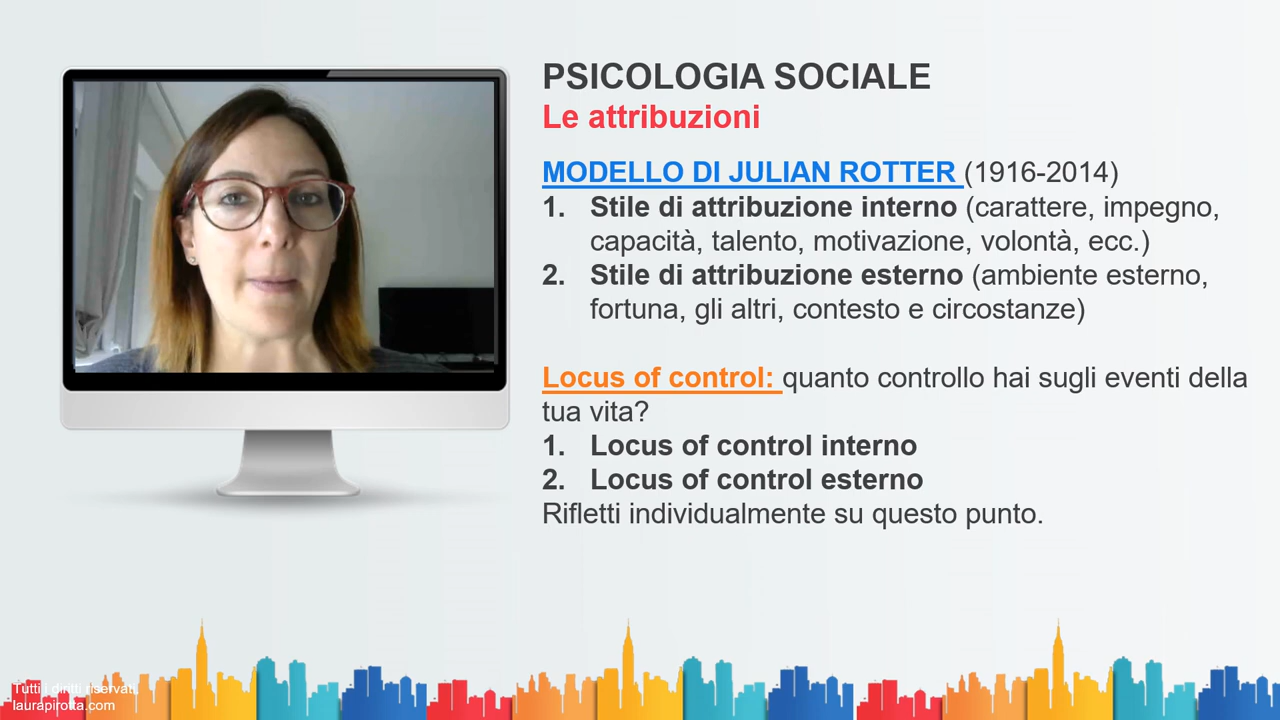 PSICOLOGIA SOCIALE
Le attribuzioni
MODELLO DI JULIAN ROTTER (1916-2014)
1. Stile di attribuzione interno (carattere, impegno,
capacità, talento, motivazione, volontà, ecc.)
2. Stile di attribuzione esterno (ambiente esterno,
fortuna, gli altri, contesto e circostanze)
Locus of control: quanto controllo hai sugli eventi della
tua vita?
1. Locus of control interno
2. Locus of control esterno
Rifletti individualmente su questo punto.
Tutti i diritti riservati
laurapirotta.com